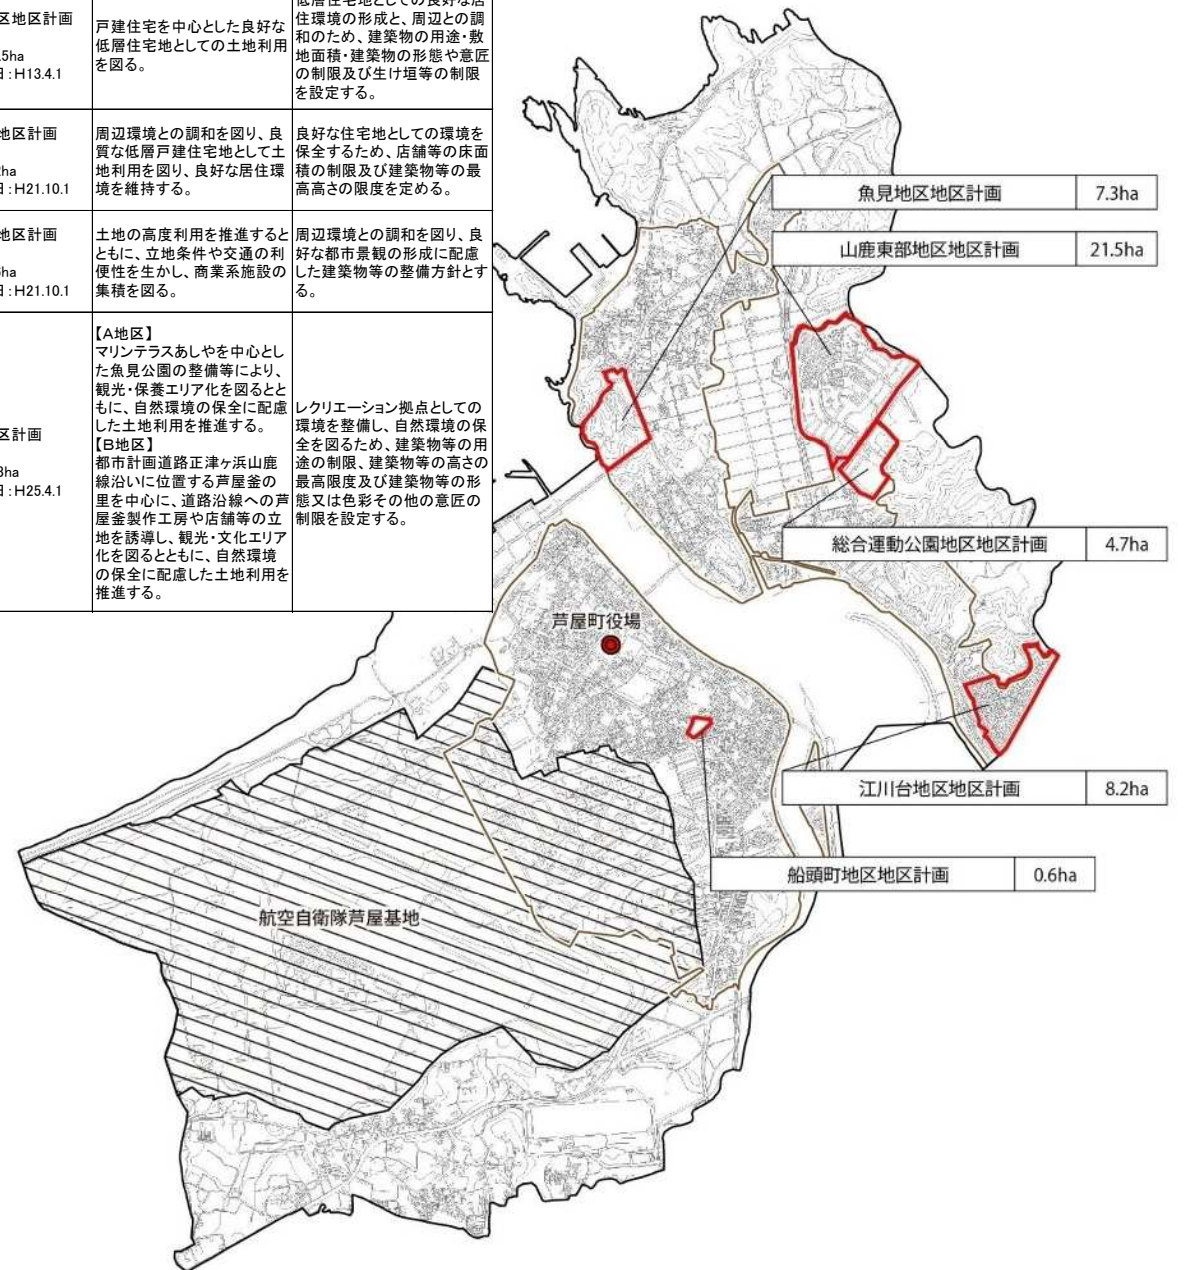 区地区計画
5ha
日:H13.4.1
戸建住宅を中心とした良好な
低層住宅地としての土地利用
を図る。
低層住宅地としての良好な居
住環境の形成と、周辺との調
和のため、建築物の用途・敷
地面積・建築物の形態や意匠
の制限及び生け垣等の制限
を設定する。
地区計画
ha
日:H21.10.1
周辺環境との調和を図り、良
質な低層戸建住宅地として土
地利用を図り、良好な居住環
境を維持する。
良好な住宅地としての環境を
保全するため、店舗等の床面
積の制限及び建築物等の最
高高さの限度を定める。
地区計画
ha
日:H21.10.1
土地の高度利用を推進すると
ともに、立地条件や交通の利
便性を生かし、商業系施設の
集積を図る。
周辺環境との調和を図り、良
好な都市景観の形成に配慮
した建築物等の整備方針とす
る。
区計画
ha
日:H25.4.1
【A地区】
マリンテラスあしやを中心とし
た魚見公園の整備等により、
観光・保養エリア化を図るとと
もに、自然環境の保全に配慮
した土地利用を推進する。
【B地区】
都市計画道路正津ヶ浜山鹿
線沿いに位置する芦屋釜の
里を中心に、道路沿線への芦
屋釜製作工房や店舗等の立
地を誘導し、観光・文化エリア
化を図るとともに、自然環境
の保全に配慮した土地利用を
推進する。
レクリエーション拠点としての
環境を整備し、自然環境の保
全を図るため、建築物等の用
途の制限、建築物等の高さの
最高限度及び建築物等の形
態又は色彩その他の意匠の
制限を設定する。
魚見地区地区計画 7.3ha
山鹿東部地区地区計画 21.5ha
総合運動公園地区地区計画 4.7ha
芦屋町役場
江川台地区地区計画 8.2ha
船頭町地区地区計画 0.6ha
航空自衛隊芦屋基地